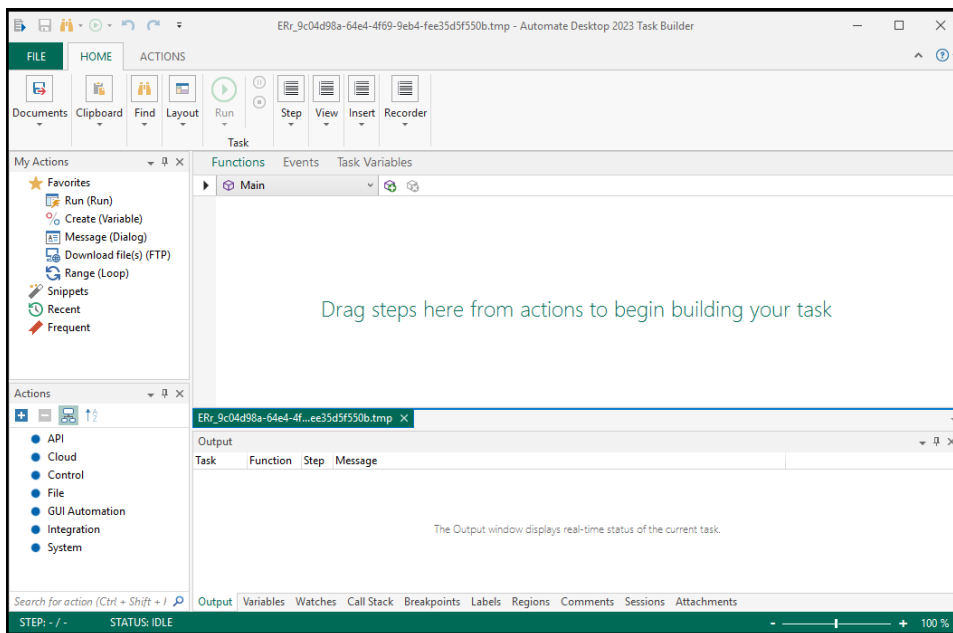 ERr_9c04d98a-64e4-4f69-9eb4-fee35d5f550b.tmp - Automate Desktop 2023 Task Builder
FILE HOME ACTIONS
Documents Clipboard Find Layout Run Step View Insert Recorder
Task
My Actions
Favorites
Run (Run)
Create (Variable)
Message (Dialog)
Download file(s) (FTP)
Range (Loop)
Snippets
Recent
Frequent
Functions Events Task Variables
Main
Drag steps here from actions to begin building your task
Actions
API
Cloud
Control
File
GUI Automation
Integration
System
Search for action (Ctrl + Shift + I
ERr_9c04d98a-64e4-4f...ee35d5f550b.tmp
Output
Task Function Step Message
The Output window displays real-time status of the current task.
Output Variables Watches Call Stack Breakpoints Labels Regions Comments Sessions Attachments
STEP: - / - STATUS: IDLE
100 %